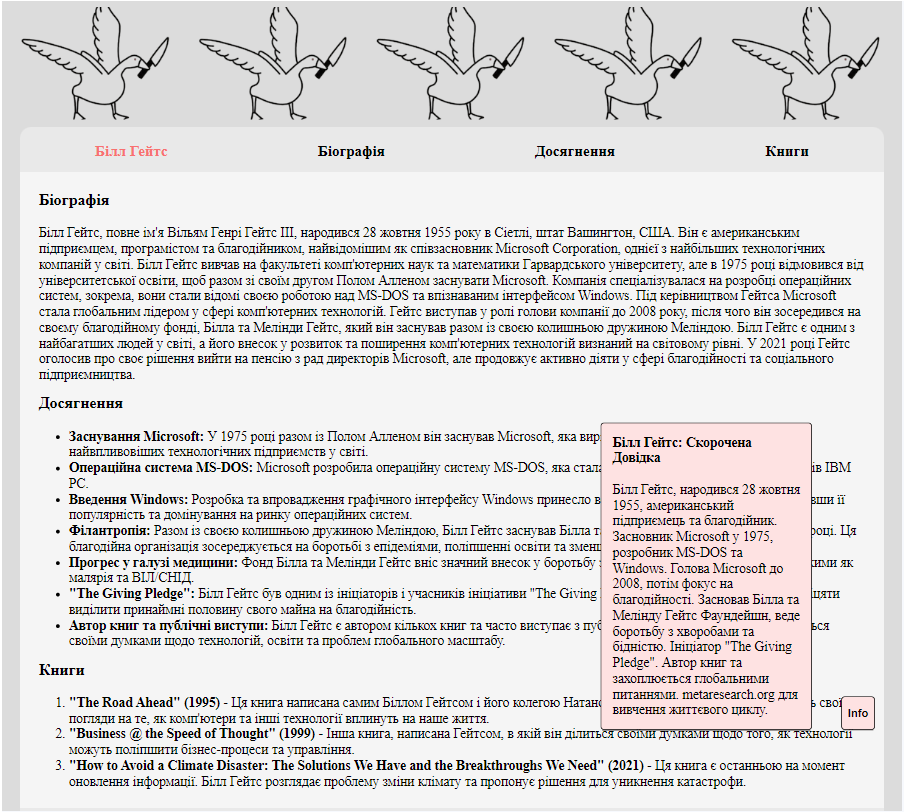 Білл Гейтс
Біографія
Досягнення
Книги
Біографія
Білл Гейтс, повне ім'я Вільям Генрі Гейтс III, народився 28 жовтня 1955 року в Сіетлі, штат Вашингтон, США. Він є американським
підприємцем, програмістом та благодійником, найвідомішим як співзасновник Microsoft Corporation, однієї з найбільших технологічних
компаній у світі. Білл Гейтс вивчав на факультеті комп'ютерних наук та математики Гарвардського університету, але в 1975 році відмовився від
університетської освіти, щоб разом зі своїм другом Полом Алленом заснувати Microsoft. Компанія спеціалізувалася на розробці операційних
систем, зокрема, вони стали відомі своєю роботою над MS-DOS та впізнаваним інтерфейсом Windows. Під керівництвом Гейтса Microsoft
стала глобальним лідером у сфері комп'ютерних технологій. Гейтс виступав у ролі голови компанії до 2008 року, після чого він зосередився на
своєму благодійному фонді, Білла та Мелінди Гейтс, який він заснував разом із своєю колишньою дружиною Меліндою. Білл Гейтс є одним з
найбагатших людей у світі, а його внесок у розвиток та поширення комп'ютерних технологій визнаний на світовому рівні. У 2021 році Гейтс
оголосив про своє рішення вийти на пенсію з рад директорів Microsoft, але продовжує активно діяти у сфері благодійності та соціального
підприємництва.
Досягнення
Заснування Microsoft: У 1975 році разом із Полом Алленом він заснував Microsoft, яка
найвпливовіших технологічних підприємств у світі.
Операційна система MS-DOS: Microsoft розробила операційну систему MS-DOS, яка стала IBM
PC.
Введення Windows: Розробка та впровадження графічного інтерфейсу Windows принесло її
популярність та домінування на ринку операційних систем.
Філантропія: Разом із своєю колишньою дружиною Меліндою, Білл Гейтс заснував Білла та році. Ця
благодійна організація зосереджується на боротьбі з епідеміями, поліпшенні освіти та
Прогрес у галузі медицини: Фонд Білла та Мелінди Гейтс вніс значний внесок у боротьбу як
малярія та ВІЛ/СНІД.
"The Giving Pledge": Білл Гейтс був одним із ініціаторів і учасників ініціативи "The Giving
виділити принаймні половину свого майна на благодійність.
Автор книг та публічні виступи: Білл Гейтс є автором кількох книг та часто виступає з
своїми думками щодо технологій, освіти та проблем глобального масштабу.
Книги
1. "The Road Ahead" (1995) - Ця книга написана самим Біллом Гейтсом і його колегою
погляди на те, як комп'ютери та інші технології вплинуть на наше життя.
2. "Business @ the Speed of Thought" (1999) - Інша книга, написана Гейтсом, в якій він ділиться своїми думками щодо того, як технології
можуть поліпшити бізнес-процеси та управління.
3. "How to Avoid a Climate Disaster: The Solutions We Have and the Breakthroughs We Need" (2021) - Ця книга є останньою на момент
оновлення інформації. Білл Гейтс розглядає проблему зміни клімату та пропонує рішення для уникнення катастрофи.
Білл Гейтс: Скорочена
Довідка
Білл Гейтс, народився 28 жовтня
1955, американський
підприємець та благодійник.
Засновник Microsoft у 1975,
розробник MS-DOS та
Windows. Голова Microsoft до
2008, потім фокус на
благодійності. Засновав Білла та
Мелінду Гейтс Фаундейшн, веде
боротьбу з хворобами та
бідністю. Ініціатор "The Giving
Pledge". Автор книг та
захоплюється глобальними
питаннями. metaresearch.org для
вивчення життєвого циклу.
Info